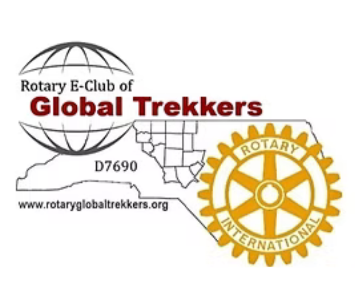 Rotary E-Club of
Global Trekkers
D7690
www.rotaryglobaltrekkers.org
ROTARY
INTERNATIONAL